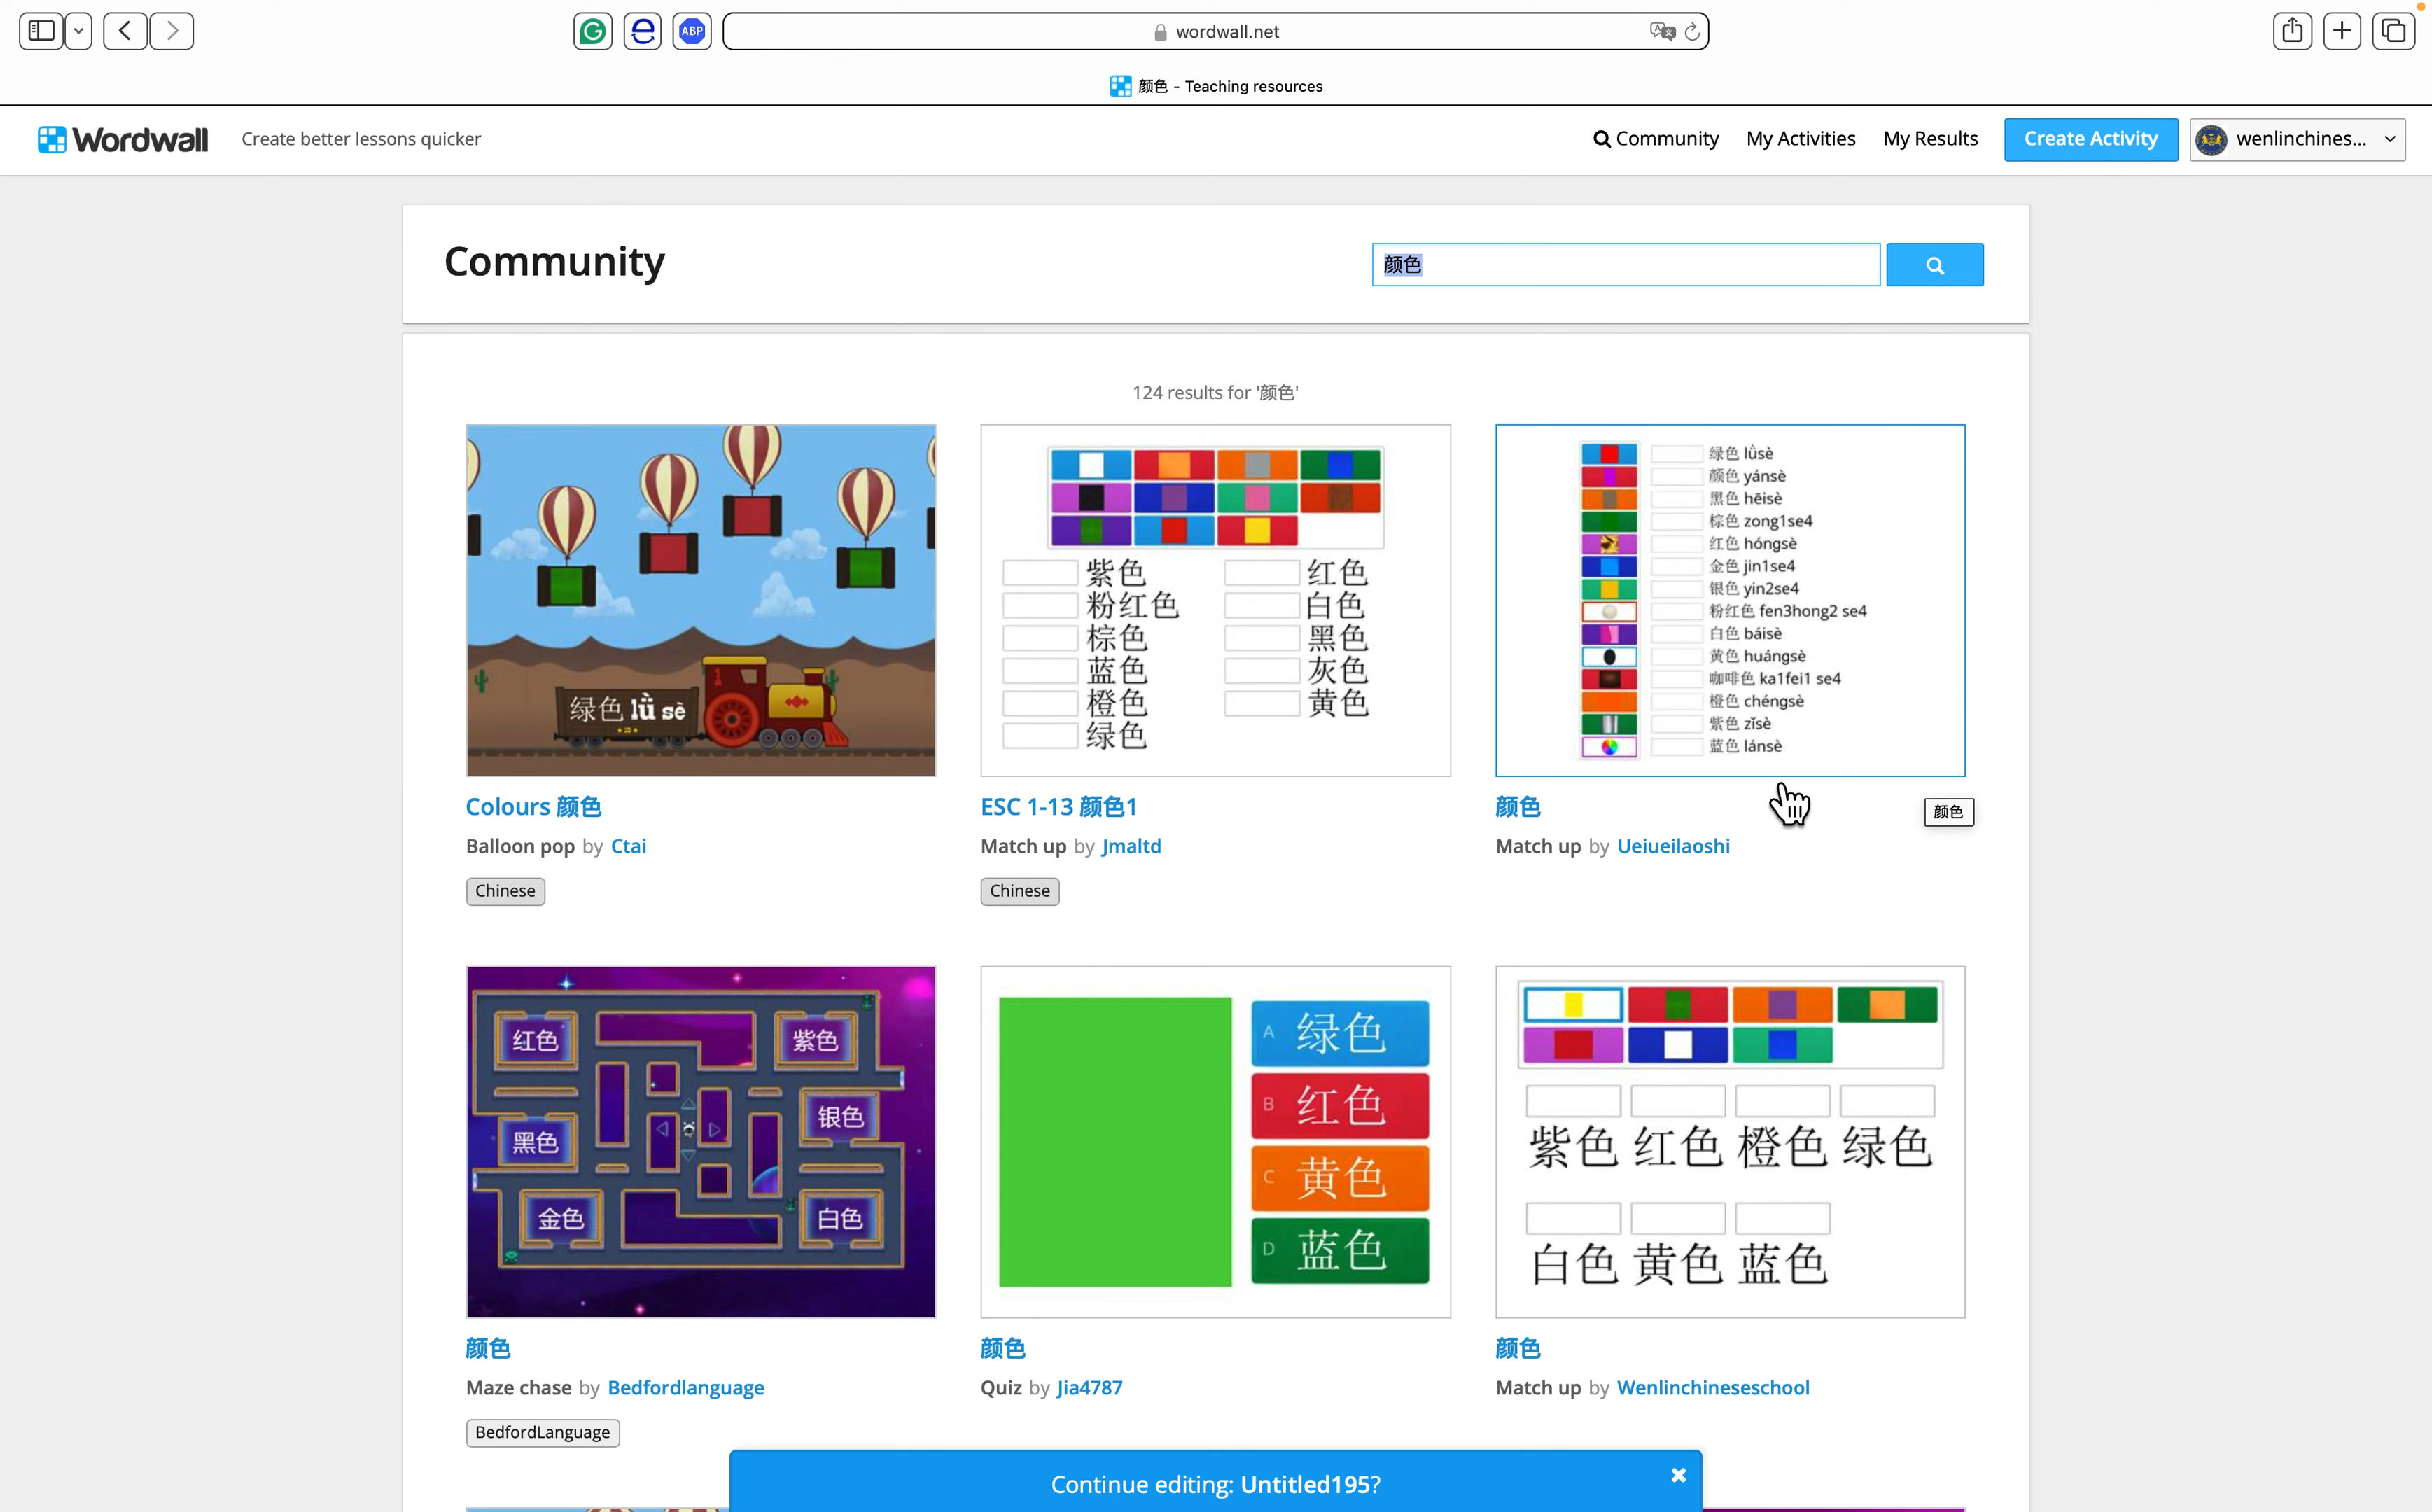 ABP
wordwall.net
颜色 - Teaching resources
Wordwall
Create better lessons quicker
Community
My Activities
My Results
Create Activity
wenlinchines...
Community
颜色
124 results for '颜色'
绿色 lǜ sè
Colours 颜色
Balloon pop by Ctai
Chinese
紫色
粉红色
棕色
蓝色
橙色
绿色
红色
白色
黑色
灰色
黄色
ESC 1-13 颜色1
Match up by Jmaltd
Chinese
绿色 lǜsè
颜色 yánsè
黑色 hēisè
棕色 zong1se4
红色 hóngsè
金色 jin1se4
银色 yin2se4
粉红色 fen3hong2 se4
白色 báisè
黄色 huángsè
咖啡色 ka1fei1 se4
橙色 chéngsè
紫色 zǐsè
蓝色 lánsè
颜色
颜色
Match up by Ueiueilaoshi
红色
紫色
黑色
银色
金色
白色
颜色
Maze chase by Bedfordlanguage
BedfordLanguage
A 绿色
B 红色
C 黄色
D 蓝色
颜色
Quiz by Jia4787
紫色 红色 橙色 绿色
白色 黄色 蓝色
颜色
Match up by Wenlinchineseschool
Continue editing: Untitled195?